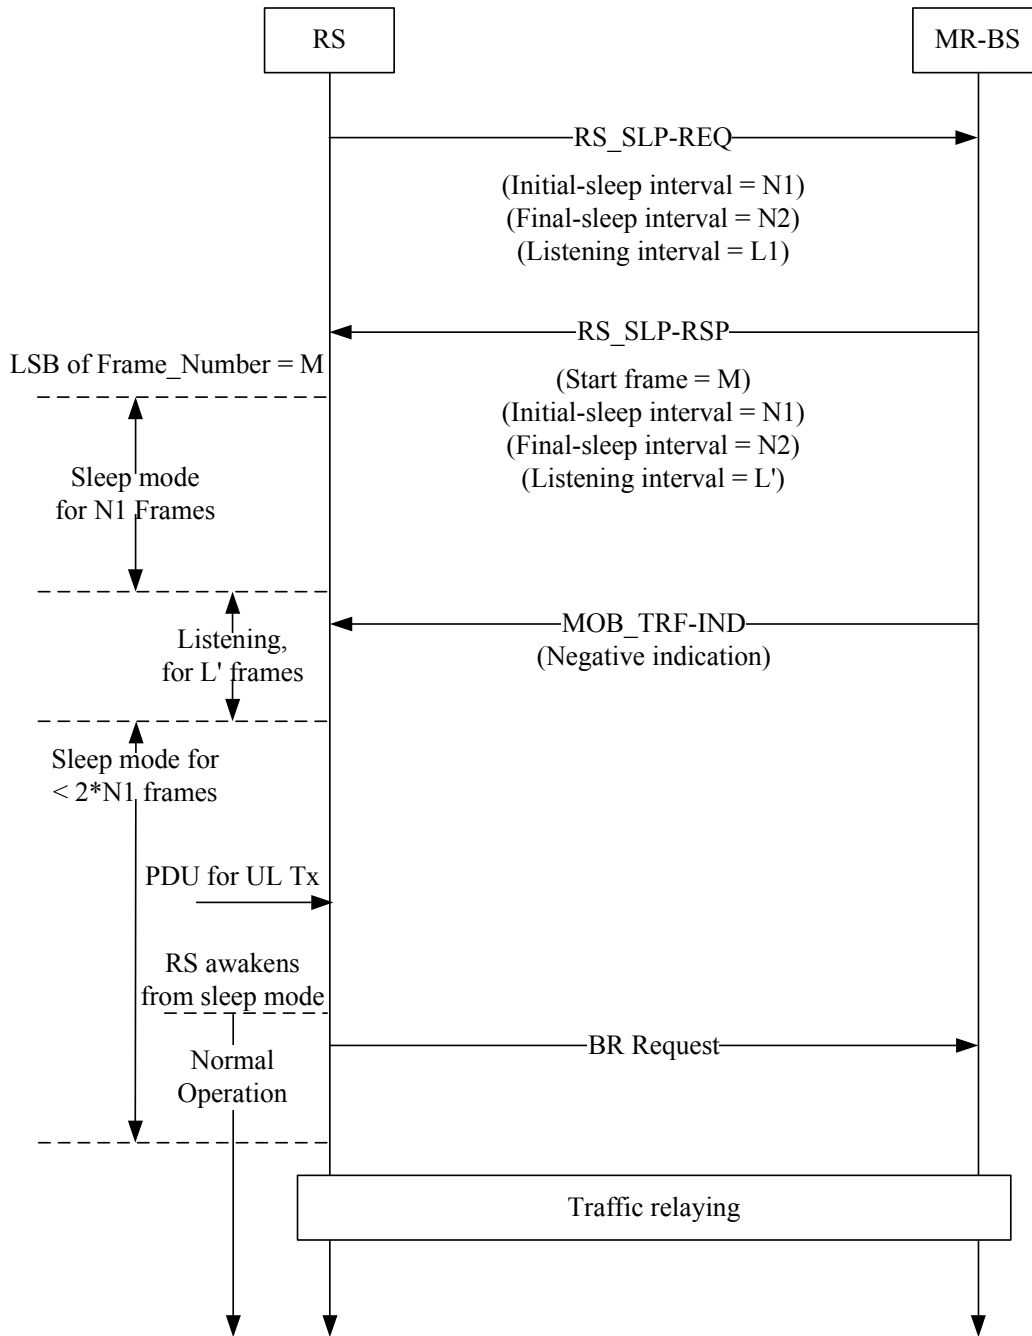 RS
MR-BS
RS_SLP-REQ
(Initial-sleep interval = N1)
(Final-sleep interval = N2)
(Listening interval = L1)
RS_SLP-RSP
LSB of Frame_Number = M
(Start frame = M)
(Initial-sleep interval = N1)
(Final-sleep interval = N2)
(Listening interval = L')
Sleep mode
for N1 Frames
MOB_TRF-IND
(Negative indication)
Listening,
for L' frames
Sleep mode for
< 2*N1 frames
PDU for UL Tx
RS awakens
from sleep mode
BR Request
Normal
Operation
Traffic relaying